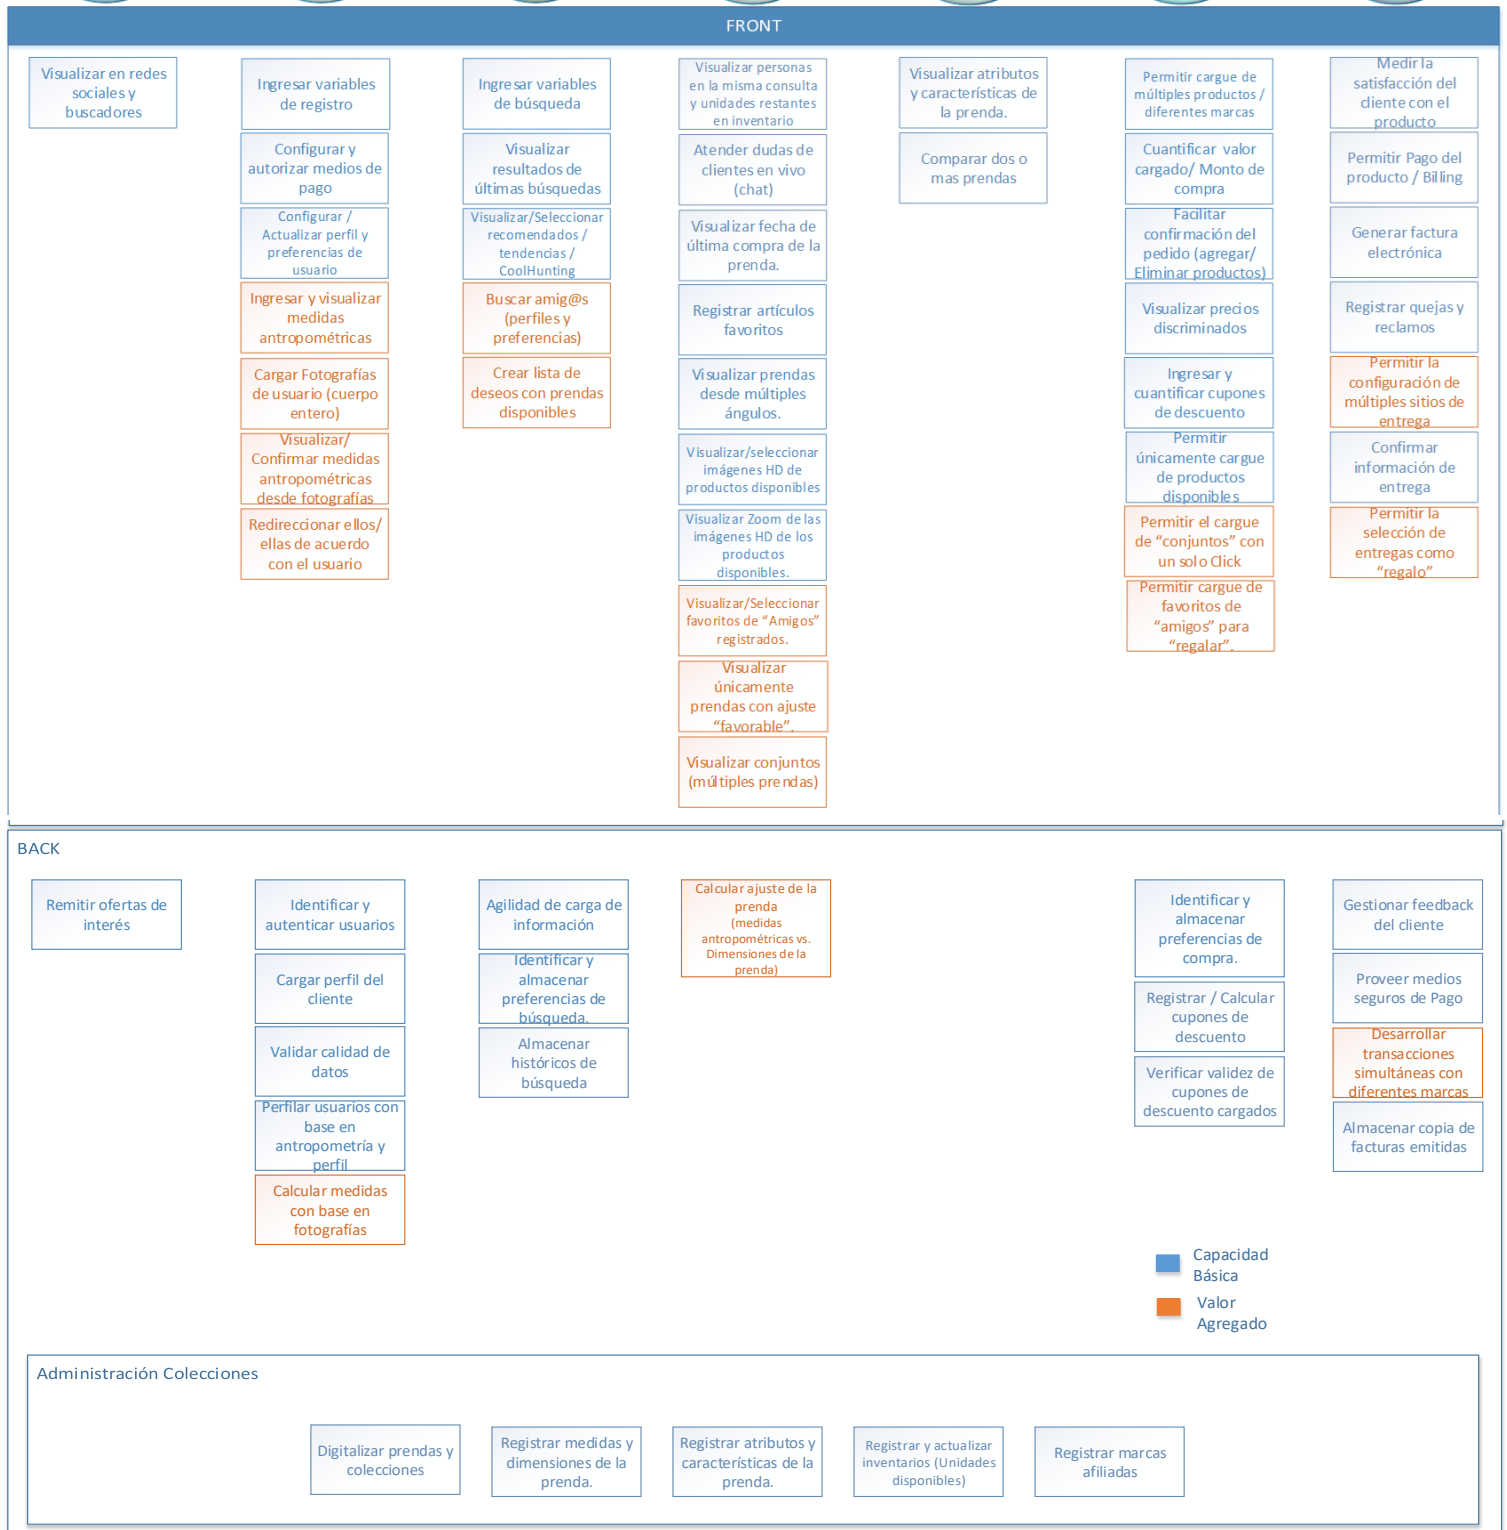 FRONT
Visualizar en redes
sociales y
buscadores
Ingresar variables
de registro
Configurar y
autorizar medios de
pago
Configurar /
Actualizar perfil y
preferencias de
usuario
Ingresar y visualizar
medidas
antropométricas
Cargar Fotografías
de usuario (cuerpo
entero)
Visualizar/
Confirmar medidas
antropométricas
desde fotografías
Redireccionar ellos/
ellas de acuerdo
con el usuario
Ingresar variables
de búsqueda
Visualizar
resultados de
últimas búsquedas
Visualizar/Seleccionar
recomendados /
tendencias /
CoolHunting
Buscar amig@s
(perfiles y
preferencias)
Crear lista de
deseos con prendas
disponibles
Visualizar personas
en la misma consulta
y unidades restantes
en inventario
Atender dudas de
clientes en vivo
(chat)
Visualizar fecha de
última compra de la
prenda.
Registrar artículos
favoritos
Visualizar prendas
desde múltiples
ángulos.
Visualizar/seleccionar
imágenes HD de
productos disponibles
Visualizar Zoom de las
imágenes HD de los
productos
disponibles.
Visualizar/Seleccionar
favoritos de “Amigos”
registrados.
Visualizar
únicamente
prendas con ajuste
“favorable”.
Visualizar conjuntos
(múltiples prendas)
Visualizar atributos
y características de
la prenda.
Comparar dos o
mas prendas
Permitir cargue de
múltiples productos /
diferentes marcas
Cuantificar valor
cargado/ Monto de
compra
Facilitar
confirmación del
pedido (agregar/
Eliminar productos)
Visualizar precios
discriminados
Ingresar y
cuantificar cupones
de descuento
Permitir
únicamente cargue
de productos
disponibles
Permitir el cargue
de “conjuntos” con
un solo Click
Permitir cargue de
favoritos de
“amigos” para
“regalar”.
Medir la
satisfacción del
cliente con el
producto
Permitir Pago del
producto / Billing
Generar factura
electrónica
Registrar quejas y
reclamos
Permitir la
configuración de
múltiples sitios de
entrega
Confirmar
información de
entrega
Permitir la
selección de
entregas como
“regalo”
BACK
Remitir ofertas de
interés
Identificar y
autenticar usuarios
Cargar perfil del
cliente
Validar calidad de
datos
Perfilar usuarios con
base en
antropometría y
perfil
Calcular medidas
con base en
fotografías
Agilidad de carga de
información
Identificar y
almacenar
preferencias de
búsqueda.
Almacenar
históricos de
búsqueda
Calcular ajuste de la
prenda
(medidas
antropométricas vs.
Dimensiones de la
prenda)
Identificar y
almacenar
preferencias de
compra.
Registrar / Calcular
cupones de
descuento
Verificar validez de
cupones de
descuento cargados
Gestionar feedback
del cliente
Proveer medios
seguros de Pago
Desarrollar
transacciones
simultáneas con
diferentes marcas
Almacenar copia de
facturas emitidas
Capacidad
Básica
Valor
Agregado
Administración Colecciones
Digitalizar prendas y
colecciones
Registrar medidas y
dimensiones de la
prenda.
Registrar atributos y
características de la
prenda.
Registrar y actualizar
inventarios (Unidades
disponibles)
Registrar marcas
afiliadas